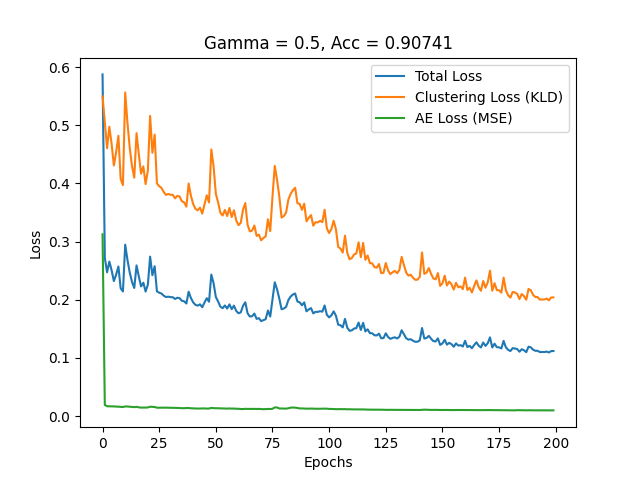 Gamma = 0.5, Acc = 0.90741
Total Loss
Clustering Loss (KLD)
AE Loss (MSE)
Loss
0.6
0.5
0.4
0.3
0.2
0.1
0.0
0 25 50 75 100 125 150 175 200
Epochs